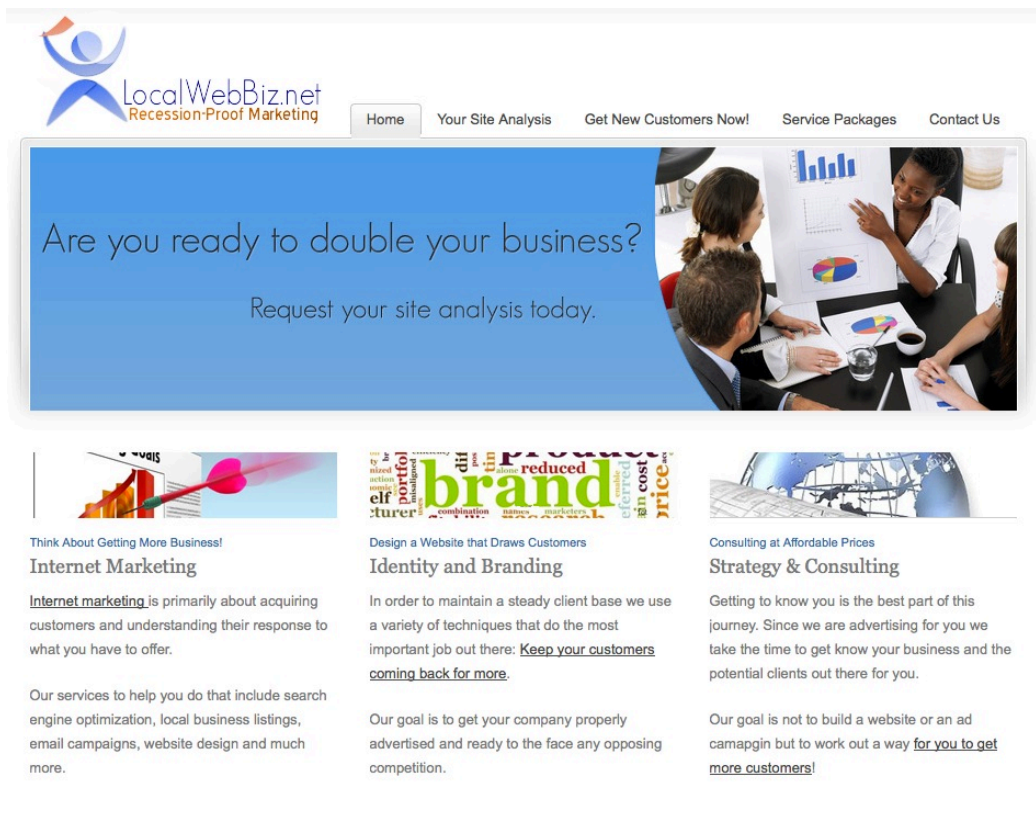 LocalWebBiz.net
Recession-Proof Marketing
Home
Your Site Analysis
Get New Customers Now!
Service Packages
Contact Us
Are you ready to double your business?
Request your site analysis today.
brand
reduced
alone
portfol
price
cost
combination
names
marketers
elf
cturer
misaligned
Think About Getting More Business!
Internet Marketing
Internet marketing is primarily about acquiring
customers and understanding their response to
what you have to offer.
Our services to help you do that include search
engine optimization, local business listings,
email campaigns, website design and much
more.
Design a Website that Draws Customers
Identity and Branding
In order to maintain a steady client base we use
a variety of techniques that do the most
important job out there: Keep your customers
coming back for more.
Our goal is to get your company properly
advertised and ready to the face any opposing
competition.
Consulting at Affordable Prices
Strategy & Consulting
Getting to know you is the best part of this
journey. Since we are advertising for you we
take the time to get know your business and the
potential clients out there for you.
Our goal is not to build a website or an ad
camapgin but to work out a way for you to get
more customers!